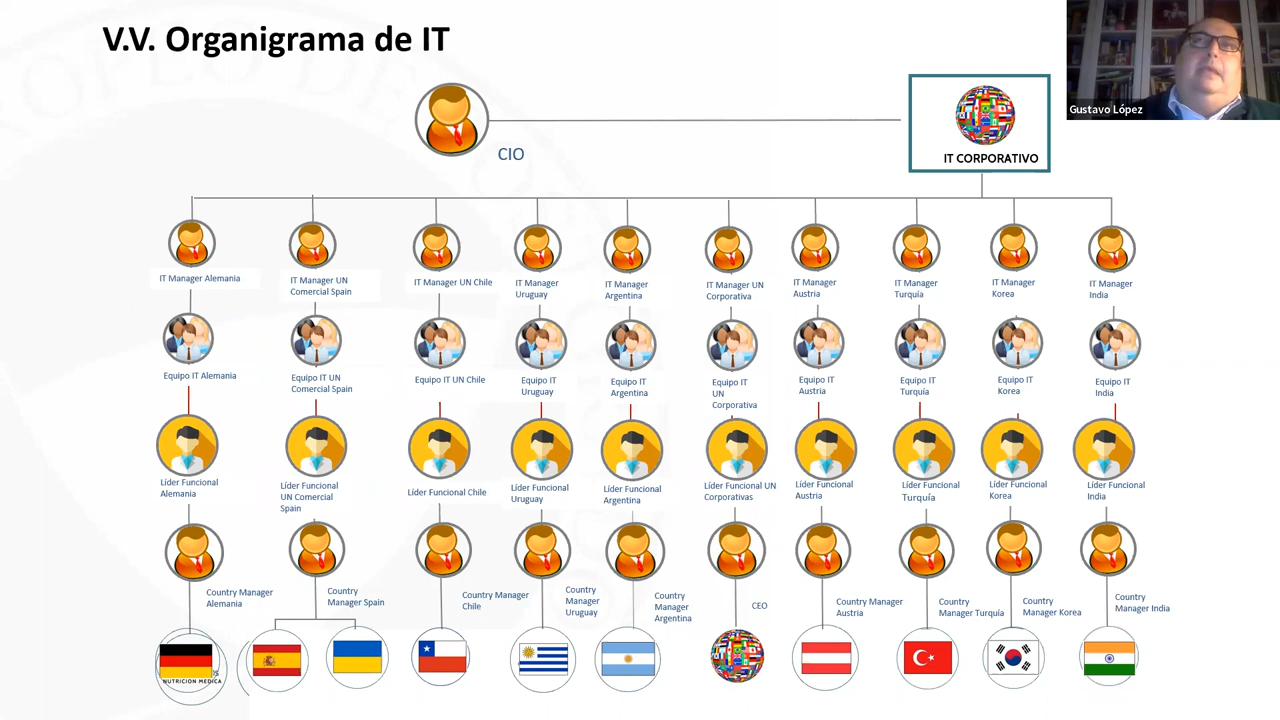 V.V. Organigrama de IT
Gustavo López
CIO
IT CORPORATIVO
IT Manager Alemania
IT Manager UN
Comercial Spain
IT Manager UN Chile
IT Manager
Uruguay
IT Manager
Argentina
IT Manager UN
Corporativa
IT Manager
Austria
IT Manager
Turquía
IT Manager
Korea
IT Manager
India
Equipo IT Alemania
Equipo IT UN
Comercial Spain
Equipo IT UN Chile
Equipo IT
Uruguay
Equipo IT
Argentina
Equipo IT
UN
Corporativa
Equipo IT
Austria
Equipo IT
Turquía
Equipo IT
Korea
Equipo IT
India
Líder Funcional
Alemania
Líder Funcional
UN Comercial
Spain
Líder Funcional Chile
Líder Funcional
Uruguay
Líder Funcional
Argentina
Líder Funcional UN
Corporativas
Líder Funcional
Austria
Líder Funcional
Turquía
Líder Funcional
Korea
Líder Funcional
India
Country Manager
Alemania
Country
Manager Spain
Country Manager
Chile
Country
Manager
Uruguay
Country
Manager
Argentina
CEO
Country Manager
Austria
Country
Manager Turquía
Country
Manager Korea
Country
Manager India
NUTRICION MEDICA